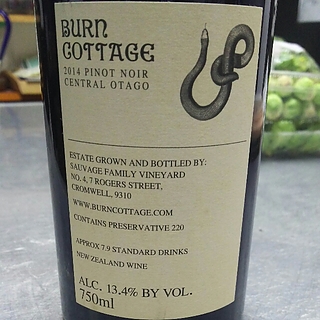 BURN
COTTAGE
2014 PINOT NOIR
CENTRAL OTAGO
ESTATE GROWN AND BOTTLED BY:
SAUVAGE FAMILY VINEYARD
NO. 4, 7 ROGERS STREET,
CROMWELL, 9310
WWW.BURNCOTTAGE.COM
CONTAINS PRESERVATIVE 220
APPROX 7.9 STANDARD DRINKS
NEW ZEALAND WINE
ALC. 13.4% BY VOL.
750ml